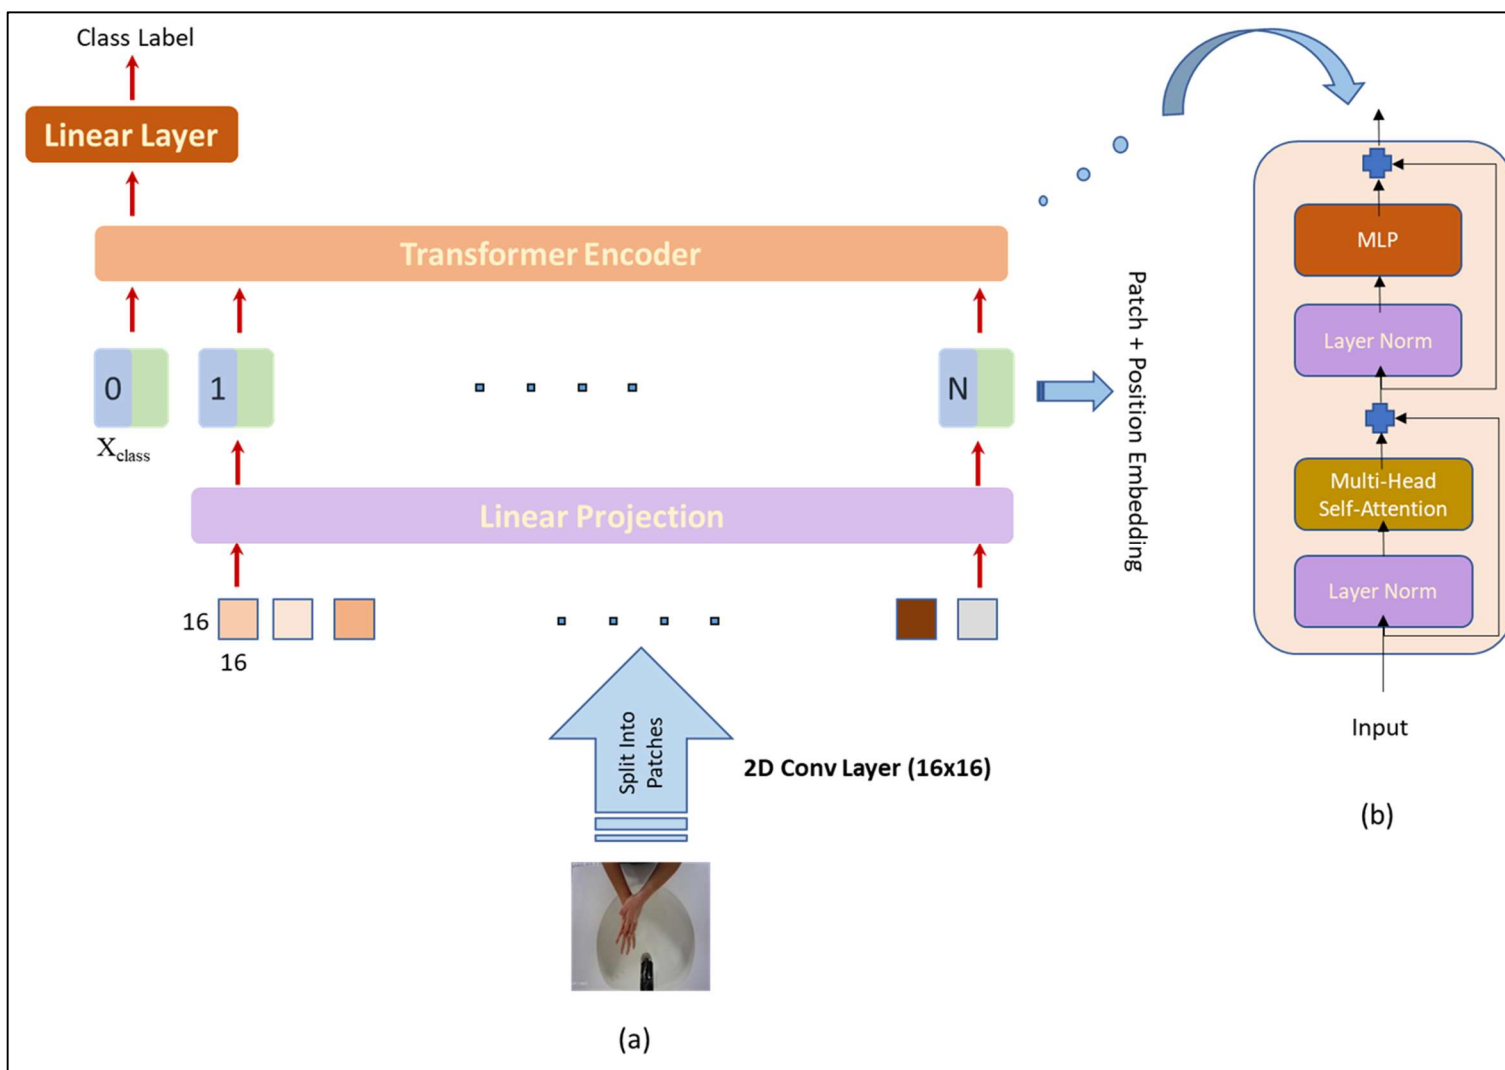 Class Label
Linear Layer
Transformer Encoder
0
1
N
X_class
Patch + Position Embedding
Linear Projection
16
16
Split Into
Patches
2D Conv Layer (16x16)
(a)
MLP
Layer Norm
Multi-Head
Self-Attention
Layer Norm
Input
(b)